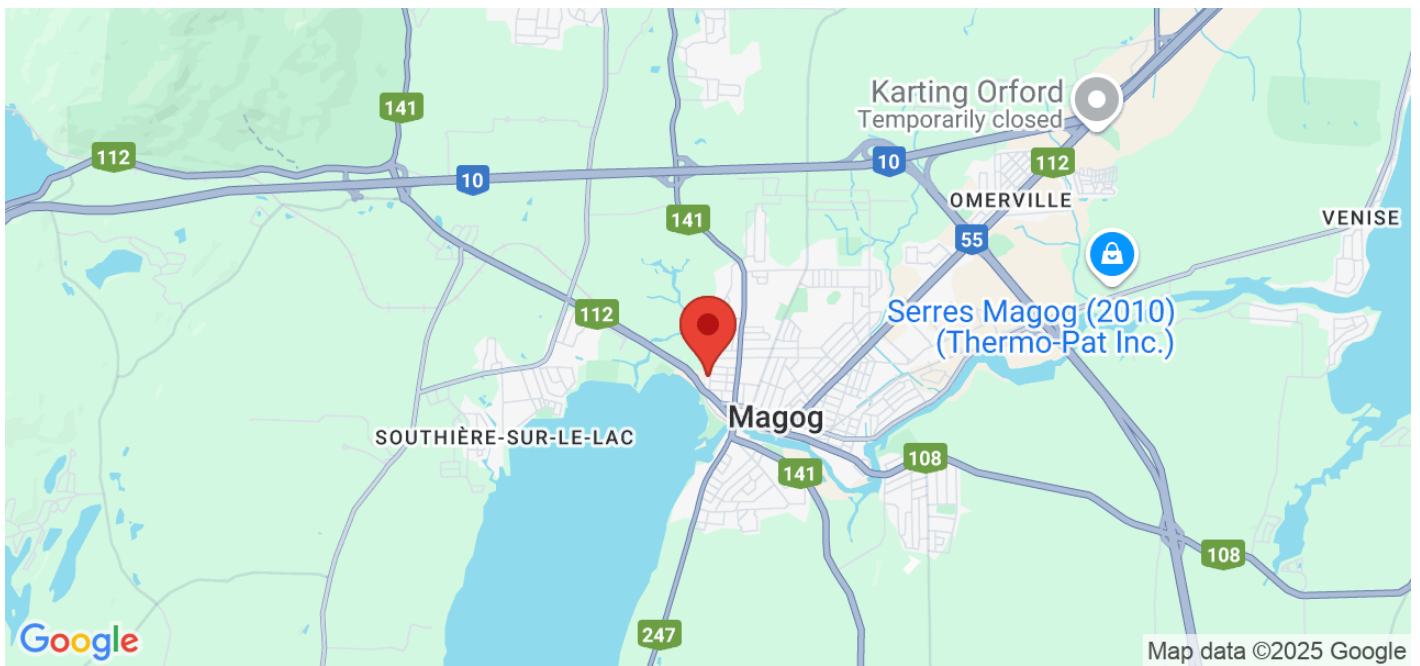 141
Karting Orford
Temporarily closed
112
10
10
112
OMERVILLE
141
VENISE
55
112
Serres Magog (2010)
(Thermo-Pat Inc.)
Magog
SOUTHIÈRE-SUR-LE-LAC
108
141
108
247
Google
Map data ©2025 Google